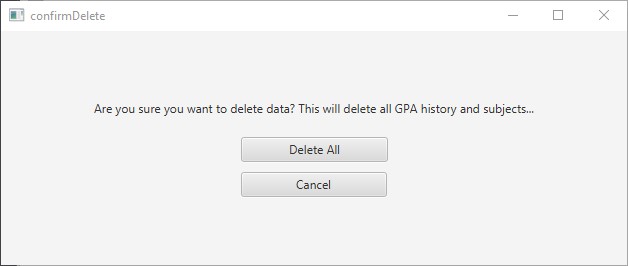 confirmDelete
Are you sure you want to delete data? This will delete all GPA history and subjects...
Delete All
Cancel